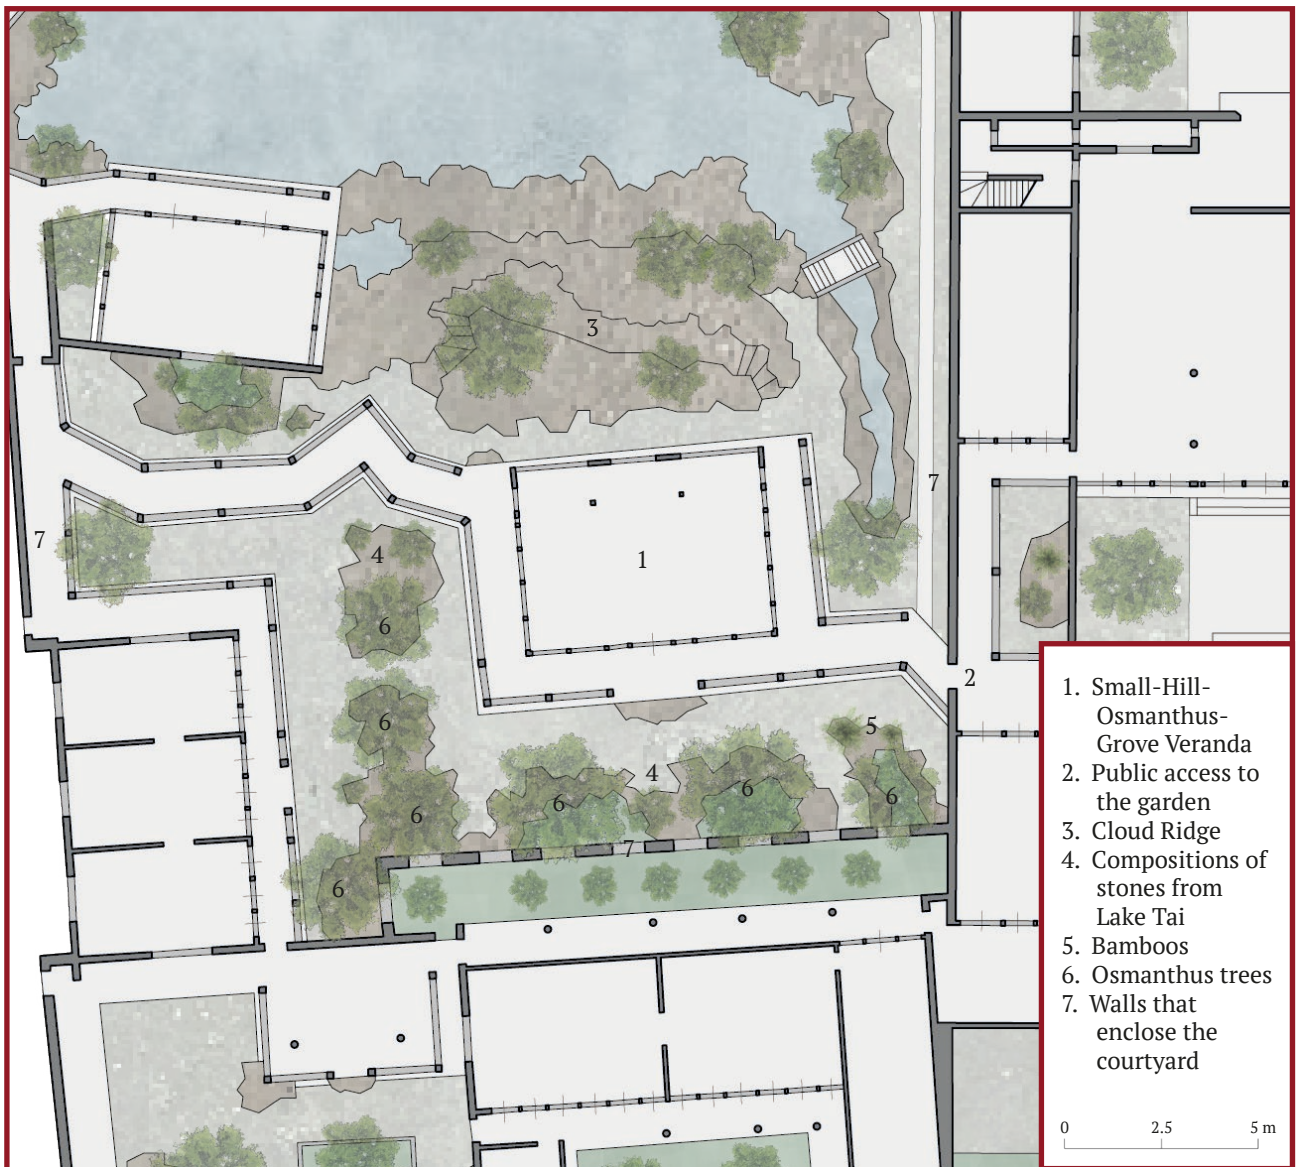 3
7
4
1
7
6
2
6
5
4
6
6
6
6
7
6
1. Small-Hill-
Osmanthus-
Grove Veranda
2. Public access to
the garden
3. Cloud Ridge
4. Compositions of
stones from
Lake Tai
5. Bamboos
6. Osmanthus trees
7. Walls that
enclose the
courtyard
0 2.5 5 m